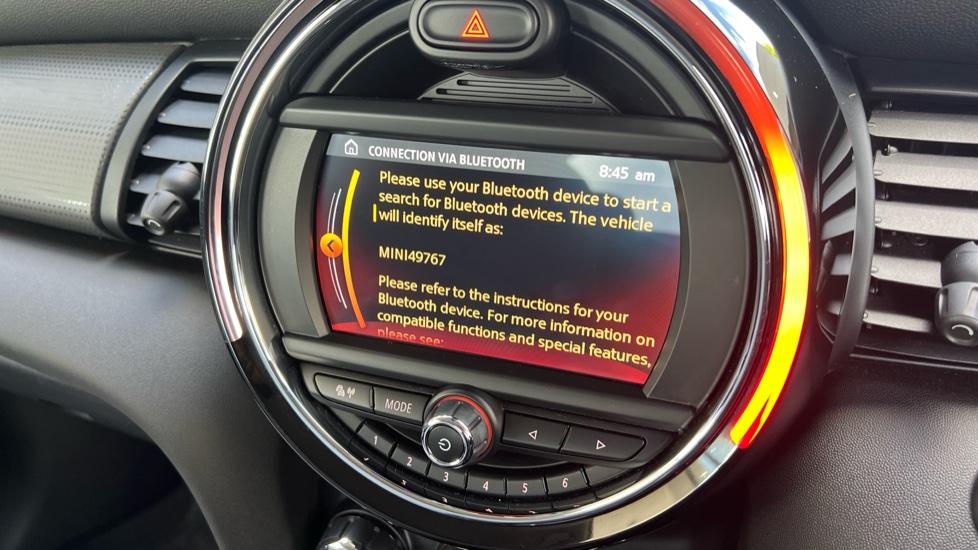 CONNECTION VIA BLUETOOTH 8:45 am
Please use your Bluetooth device to start a
search for Bluetooth devices. The vehicle
will identify itself as:
MINI49767
Please refer to the instructions for your
Bluetooth device. For more information on
compatible functions and special features,
please see:
MODE
1 2 3 4 5 6